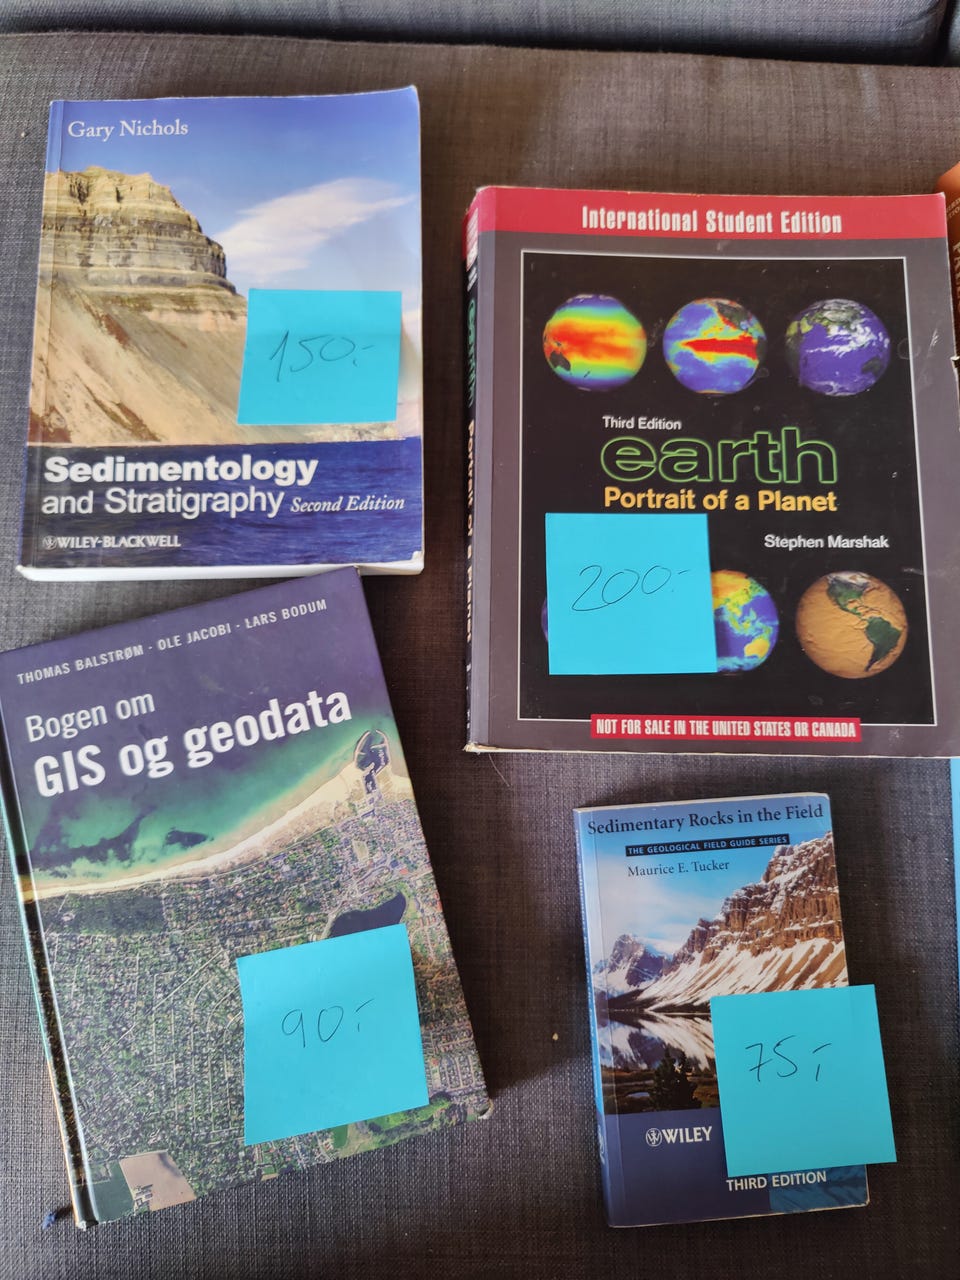 Gary Nichols
150.-
Sedimentology
and Stratigraphy Second Edition
WILEY-BLACKWELL
International Student Edition
Third Edition
earth
Portrait of a Planet
Stephen Marshak
200.-
NOT FOR SALE IN THE UNITED STATES OR CANADA
THOMAS BALSTRØM · OLE JACOBI · LARS BODUM
Bogen om
GIS og geodata
90.-
Sedimentary Rocks in the Field
THE GEOLOGICAL FIELD GUIDE SERIES
Maurice E. Tucker
75,-
WILEY
THIRD EDITION